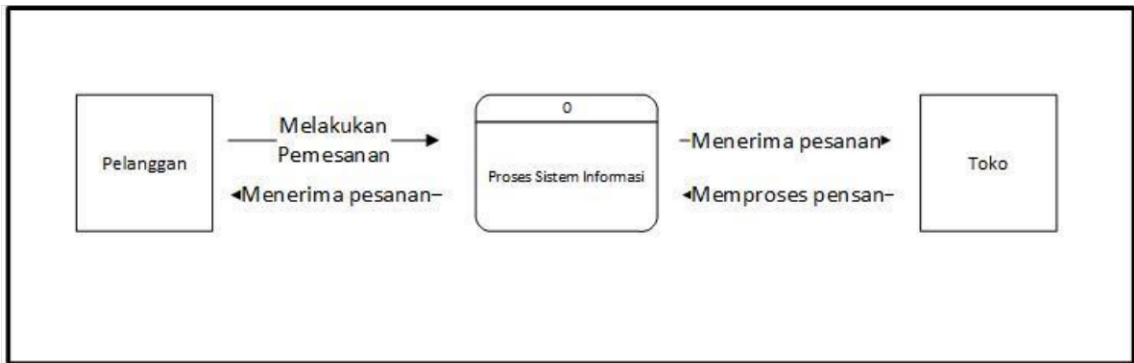 0
Melakukan
Pemesanan
Menerima pesanan
Pelanggan
Proses Sistem Informasi
Toko
Menerima pesanan
Memproses pensan